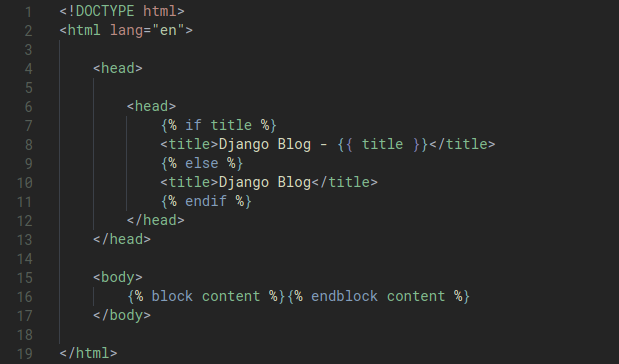 1 <!DOCTYPE html>
2 <html lang="en">
3
4 <head>
5
6 <head>
7 {% if title %}
8 <title>Django Blog - {{ title }}</title>
9 {% else %}
10 <title>Django Blog</title>
11 {% endif %}
12 </head>
13 </head>
14
15 <body>
16 {% block content %}{% endblock content %}
17 </body>
18
19 </html>